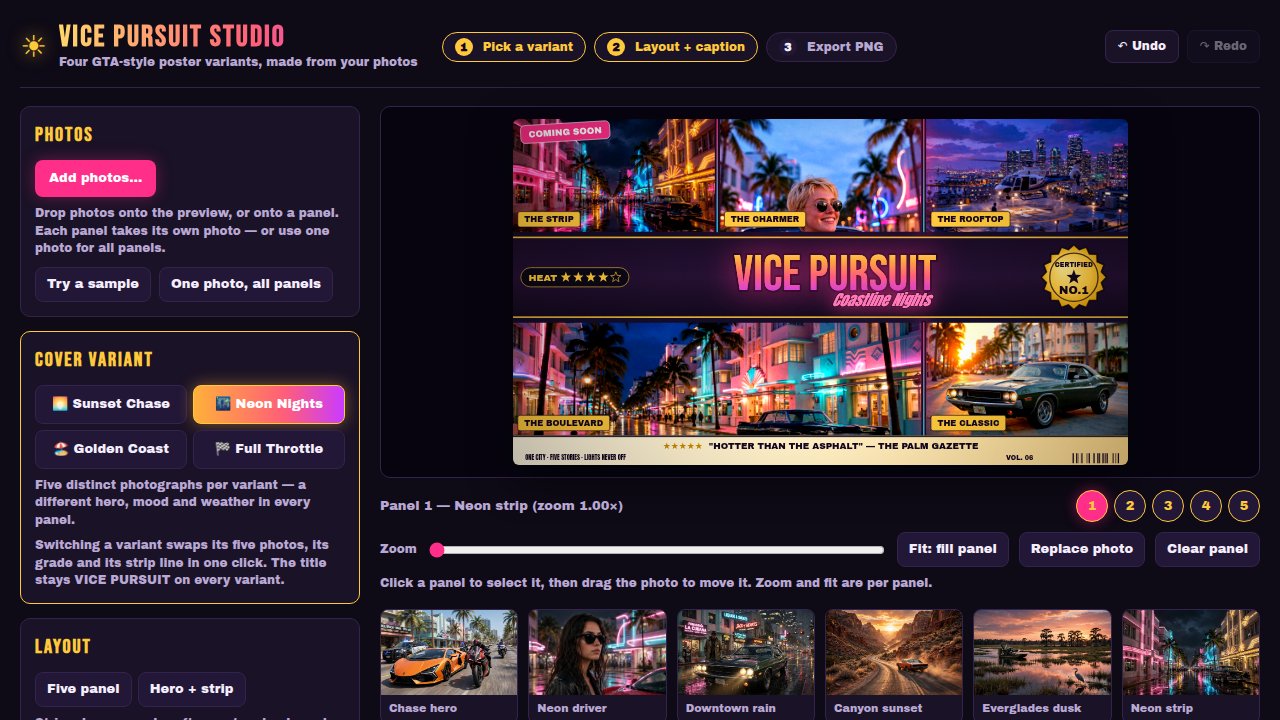 VICE PURSUIT STUDIO
Four GTA-style poster variants, made from your photos
1 Pick a variant
2 Layout + caption
3 Export PNG
↶ Undo
↷ Redo
PHOTOS
Add photos...
Drop photos onto the preview, or onto a panel.
Each panel takes its own photo — or use one
photo for all panels.
Try a sample
One photo, all panels
COVER VARIANT
Sunset Chase
Neon Nights
Golden Coast
Full Throttle
Five distinct photographs per variant — a
different hero, mood and weather in every
panel.
Switching a variant swaps its five photos, its
grade and its strip line in one click. The title
stays VICE PURSUIT on every variant.
LAYOUT
Five panel
Hero + strip
COMING SOON
THE STRIP
THE CHARMER
THE ROOFTOP
HEAT ★★★★☆
VICE PURSUIT
Coastline Nights
CERTIFIED
★
NO.1
THE BOULEVARD
THE CLASSIC
★★★★★ "HOTTER THAN THE ASPHALT" — THE PALM GAZETTE
ONE CITY · FIVE STORIES · LIGHTS NEVER OFF
VOL. 06
Panel 1 — Neon strip (zoom 1.00×)
1
2
3
4
5
Zoom
Fit: fill panel
Replace photo
Clear panel
Click a panel to select it, then drag the photo to move it. Zoom and fit are per panel.
Chase hero
Neon driver
Downtown rain
Canyon sunset
Everglades dusk
Neon strip